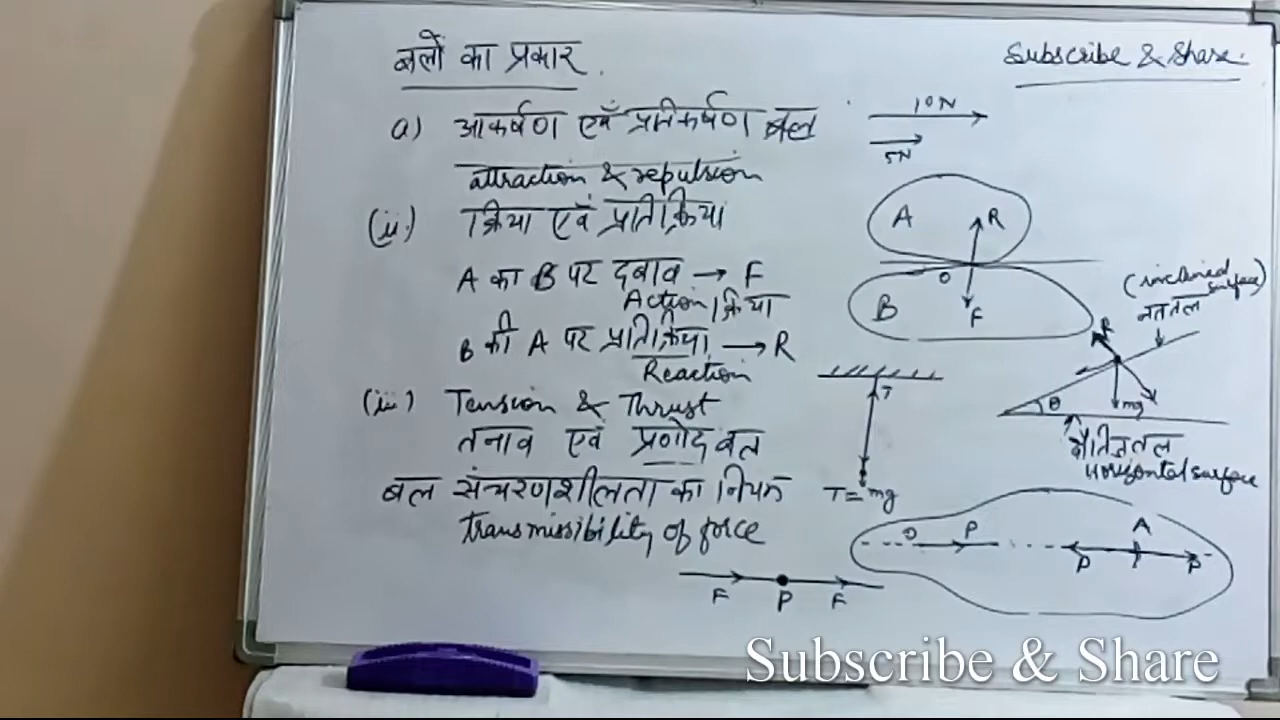 बलों का प्रकार
Subscribe & Share.
a) आकर्षण एवं प्रतिकर्षण बल
attraction & repulsion
(ii) क्रिया एवं प्रतिक्रिया
A का B पर दबाव → F
Action/क्रिया
B की A पर प्रतिक्रिया → R
Reaction
(iii) Tension & Thrust
तनाव एवं प्रणोद बल
बल संचरणशीलता का नियम
transmissibility of force
F P F
10N
5N
A R
O
B F
(inclined surface)
नततल
R
θ mg
क्षैतिजतल
Horizontal surface
T
T = mg
O P A
P P
Subscribe & Share